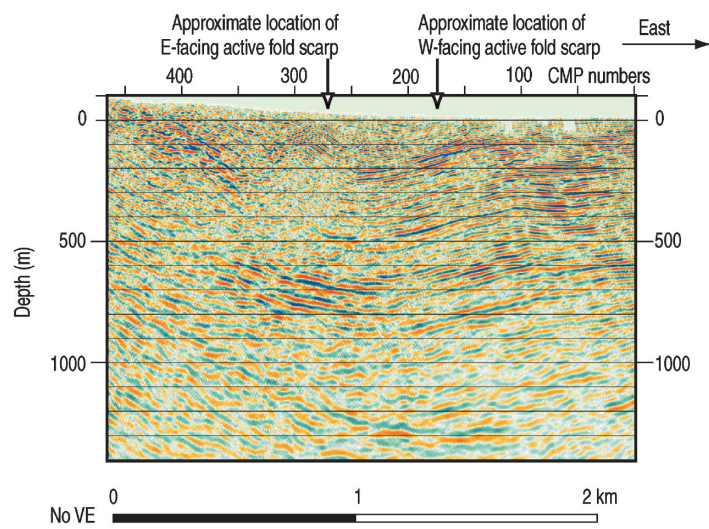 Approximate location of
E-facing active fold scarp
Approximate location of
W-facing active fold scarp
East
400
300
200
100
CMP numbers
0
0
500
500
1000
1000
Depth (m)
0
1
2 km
No VE